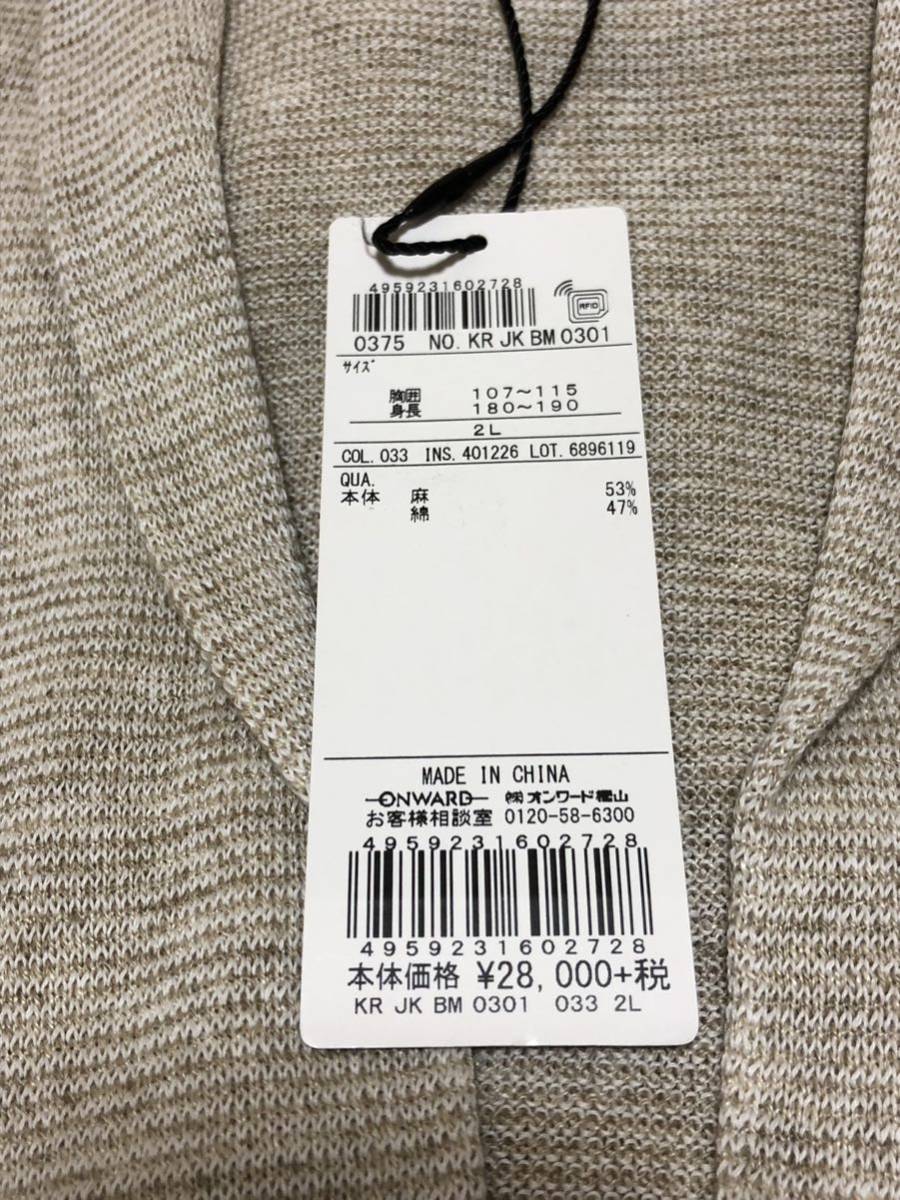 4959231602728
RFID
0375 NO. KR JK BM 0301
ｻｲｽﾞ
胸囲 107～115
身長 180～190
2L
COL. 033 INS. 401226 LOT. 6896119
QUA.
本体 麻 53%
綿 47%
MADE IN CHINA
ONWARD ㈱オンワード樫山
お客様相談室 0120-58-6300
4959231602728
4959231602728
本体価格 ¥28,000+税
KR JK BM 0301 033 2L